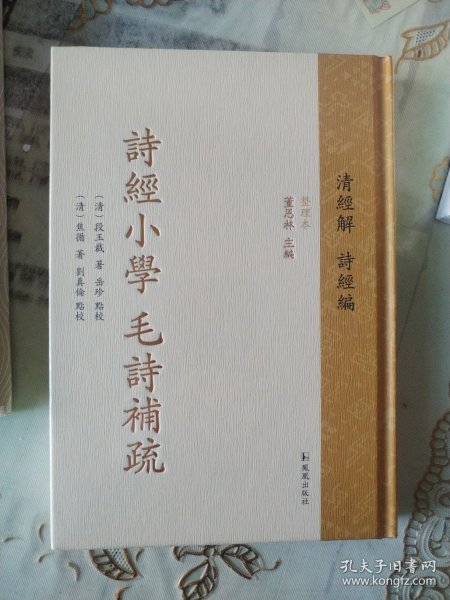 清經解 詩經編
整理本
董恩林 主編
詩經小學 毛詩補疏
（清）段玉裁 著 岳珍 點校
（清）焦循 著 劉真倫 點校
鳳凰出版社
孔夫子旧书网
www.kongfz.com